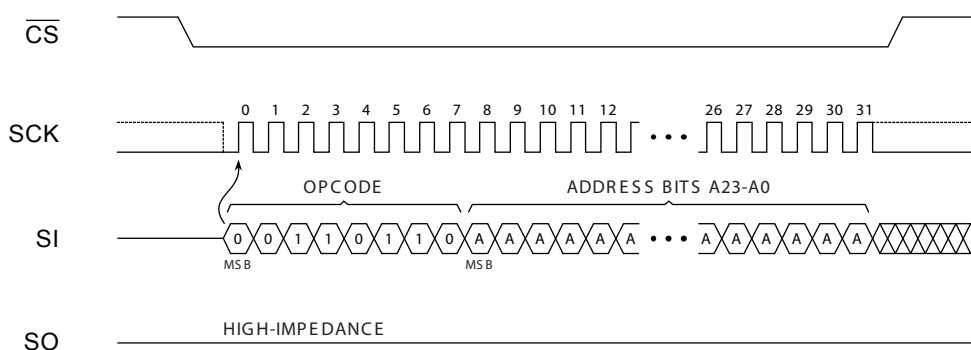 CS
0 1 2 3 4 5 6 7 8 9 10 11 12 26 27 28 29 30 31
SCK
OPCODE ADDRESS BITS A23-A0
SI 0 0 1 1 0 1 1 0 A A A A A A A A A A A A
MSB MSB
HIGH-IMPEDANCE
SO